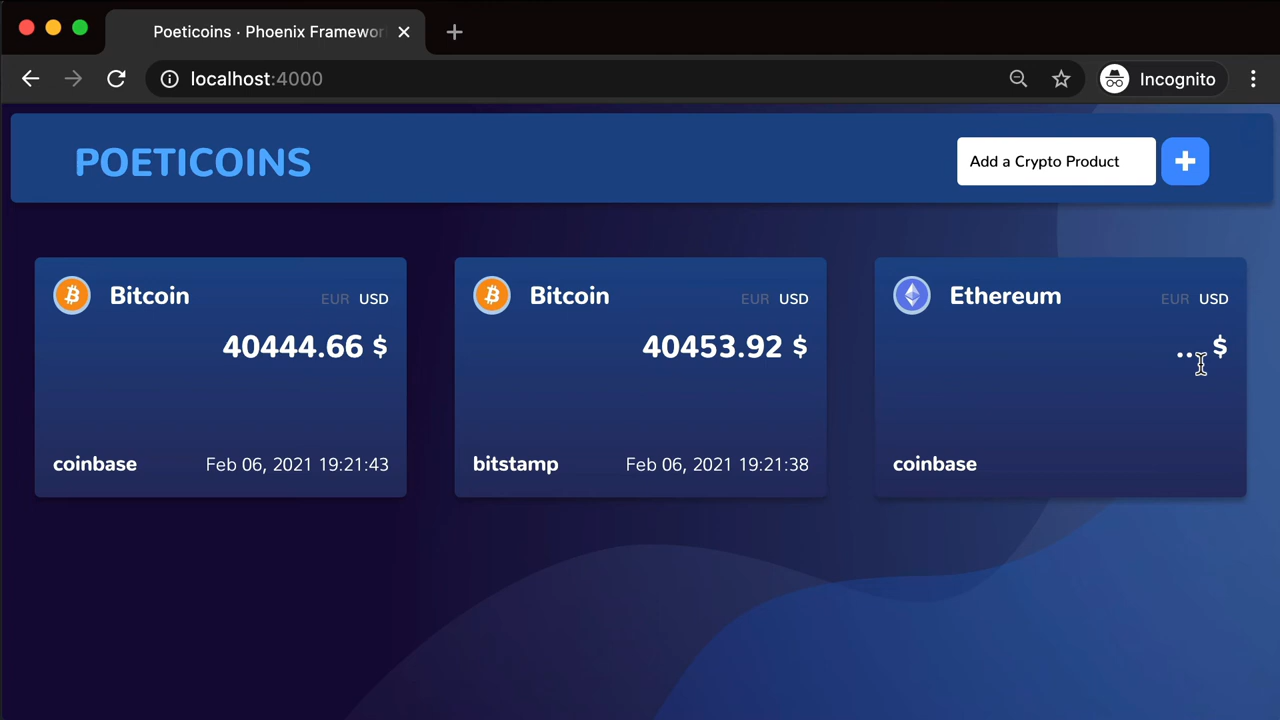 Poeticoins · Phoenix Framewor
localhost:4000
Incognito
POETICOINS
Add a Crypto Product
Bitcoin EUR USD
40444.66 $
coinbase Feb 06, 2021 19:21:43
Bitcoin EUR USD
40453.92 $
bitstamp Feb 06, 2021 19:21:38
Ethereum EUR USD
... $
coinbase